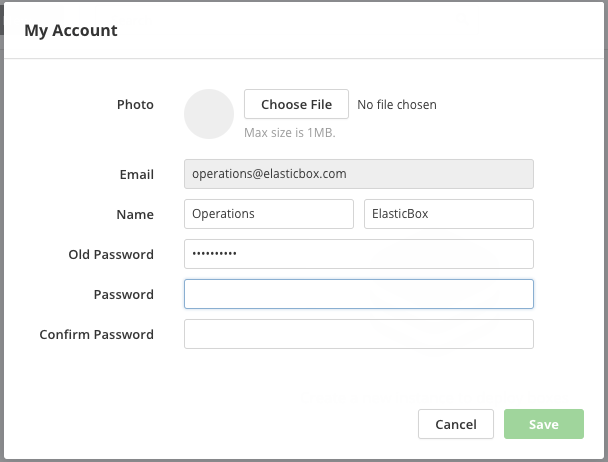 My Account
Photo Choose File No file chosen
Max size is 1MB.
Email operations@elasticbox.com
Name Operations ElasticBox
Old Password ••••••••••
Password
Confirm Password
Cancel Save